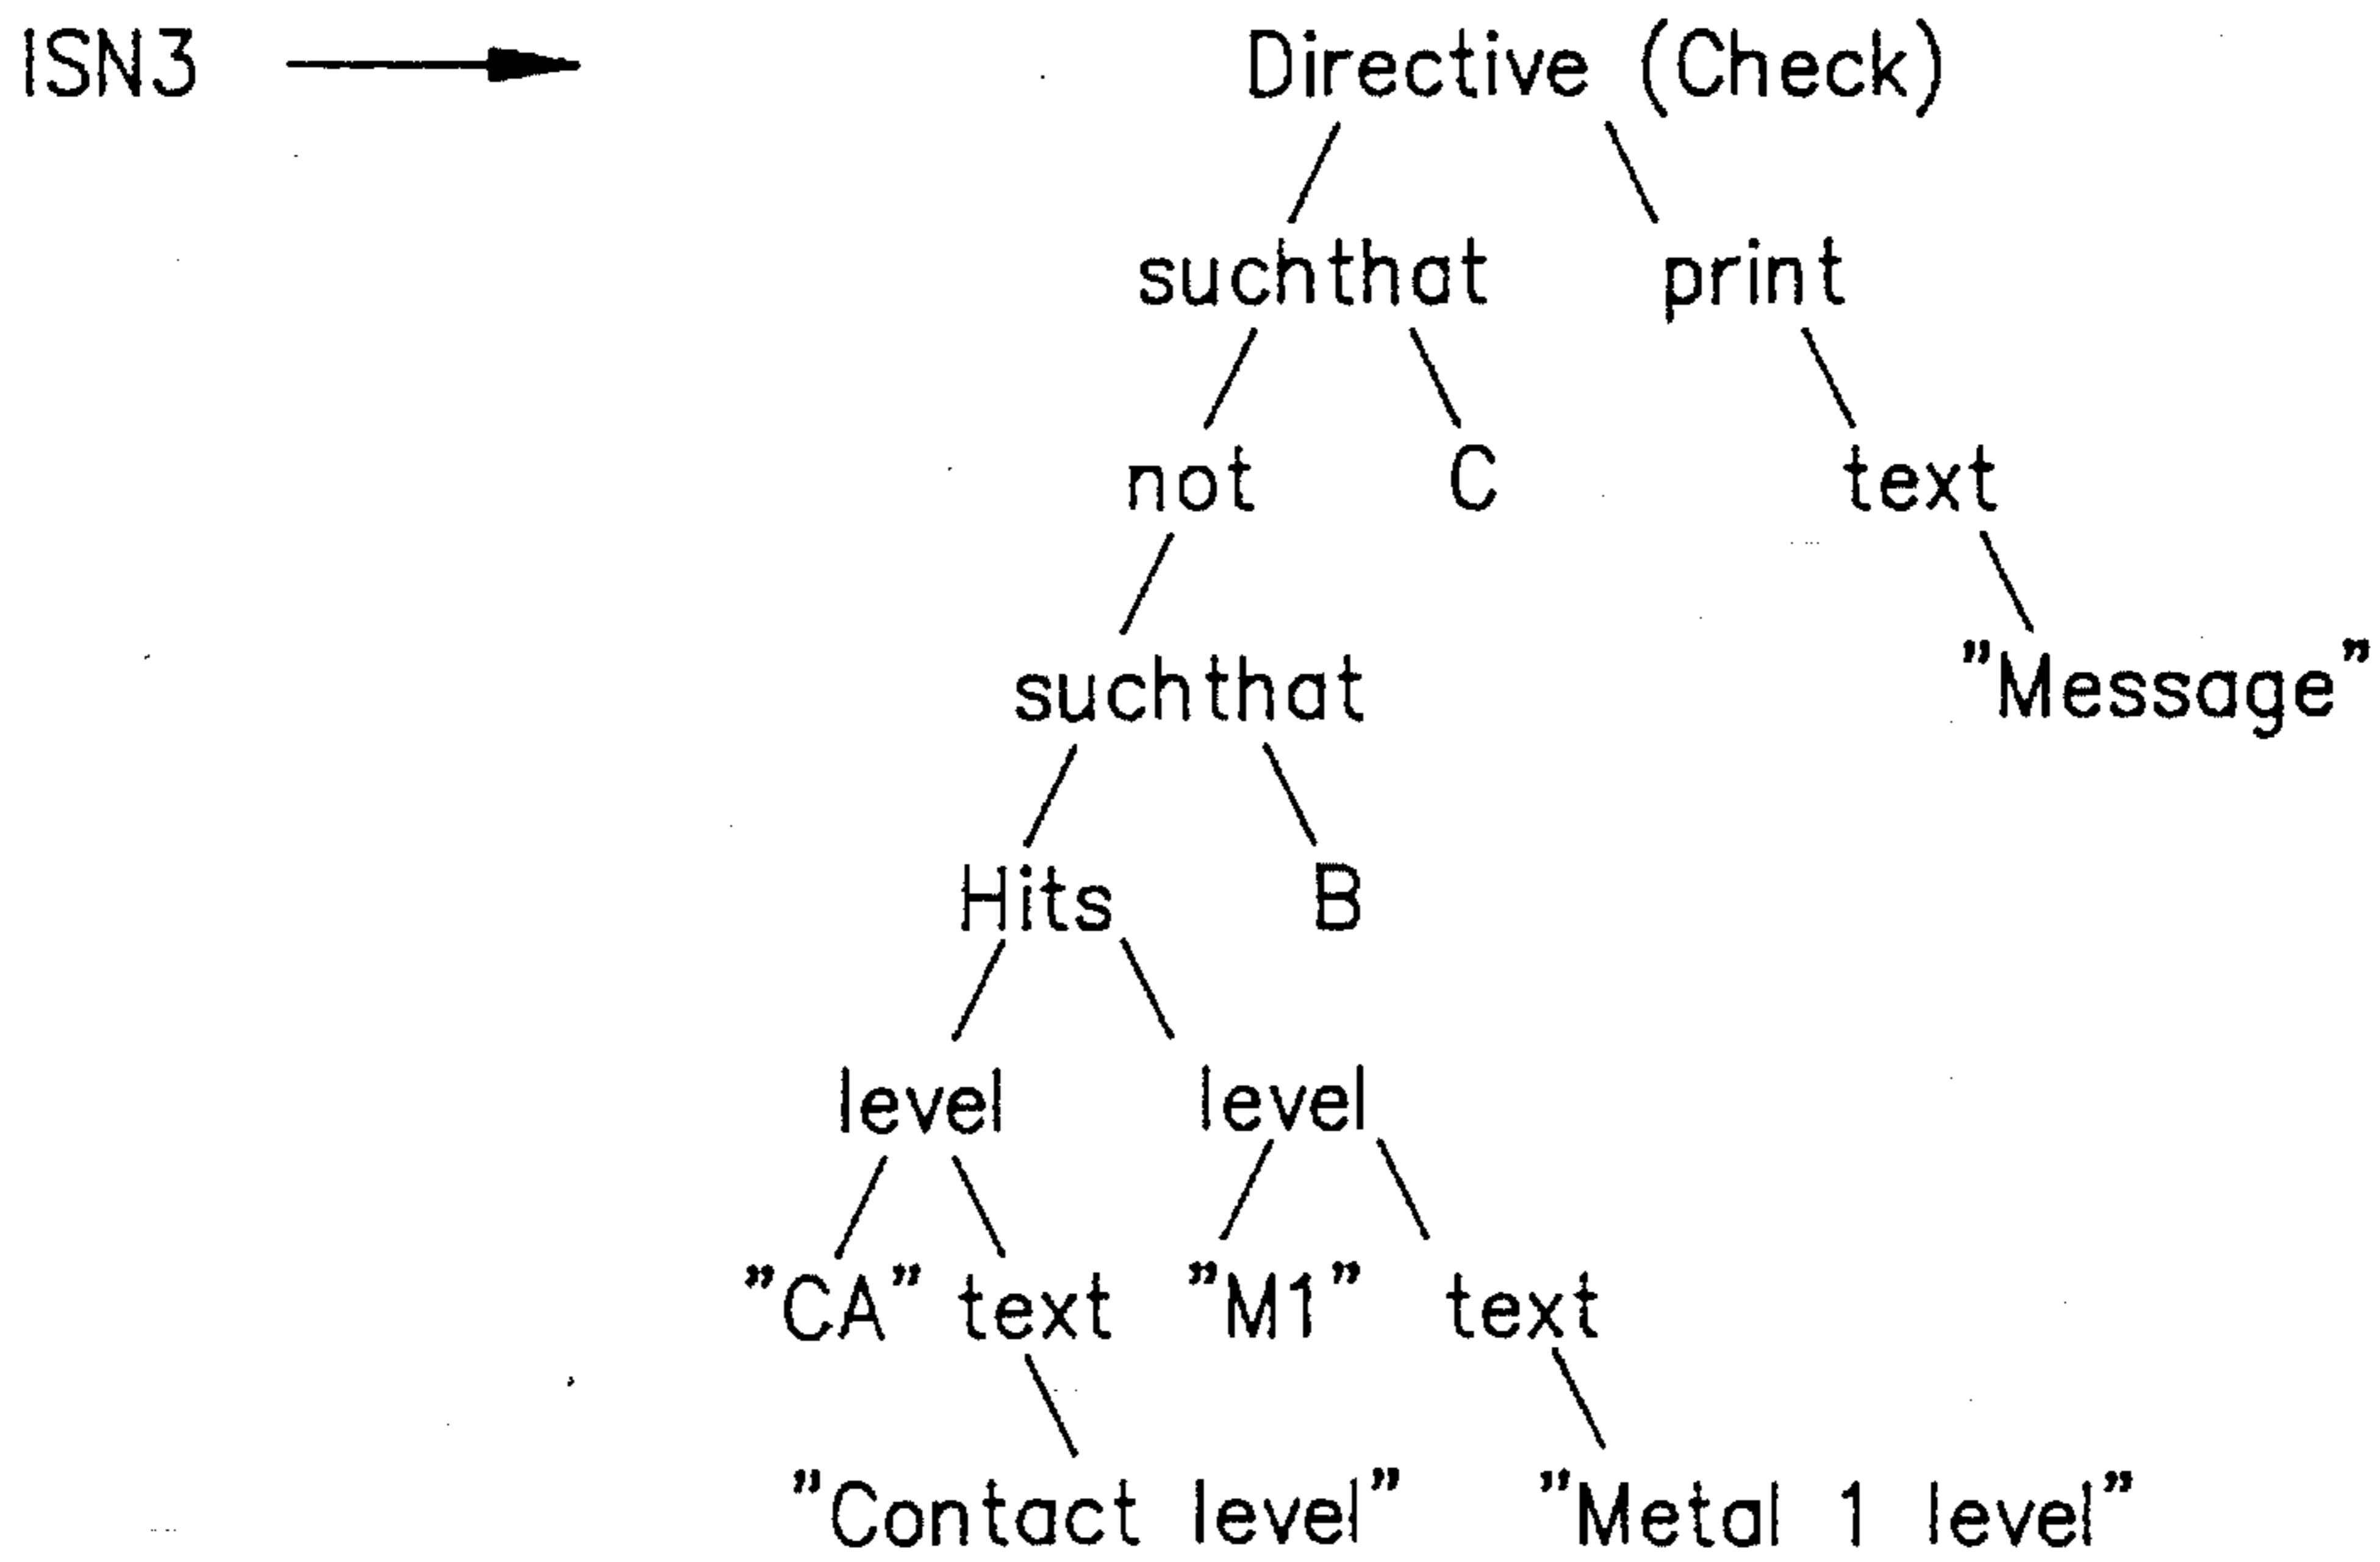 ISN3 Directive (Check)
suchthat print
not C text
suchthat "Message"
Hits B
level level
"CA" text "M1" text
"Contact level" "Metal 1 level"